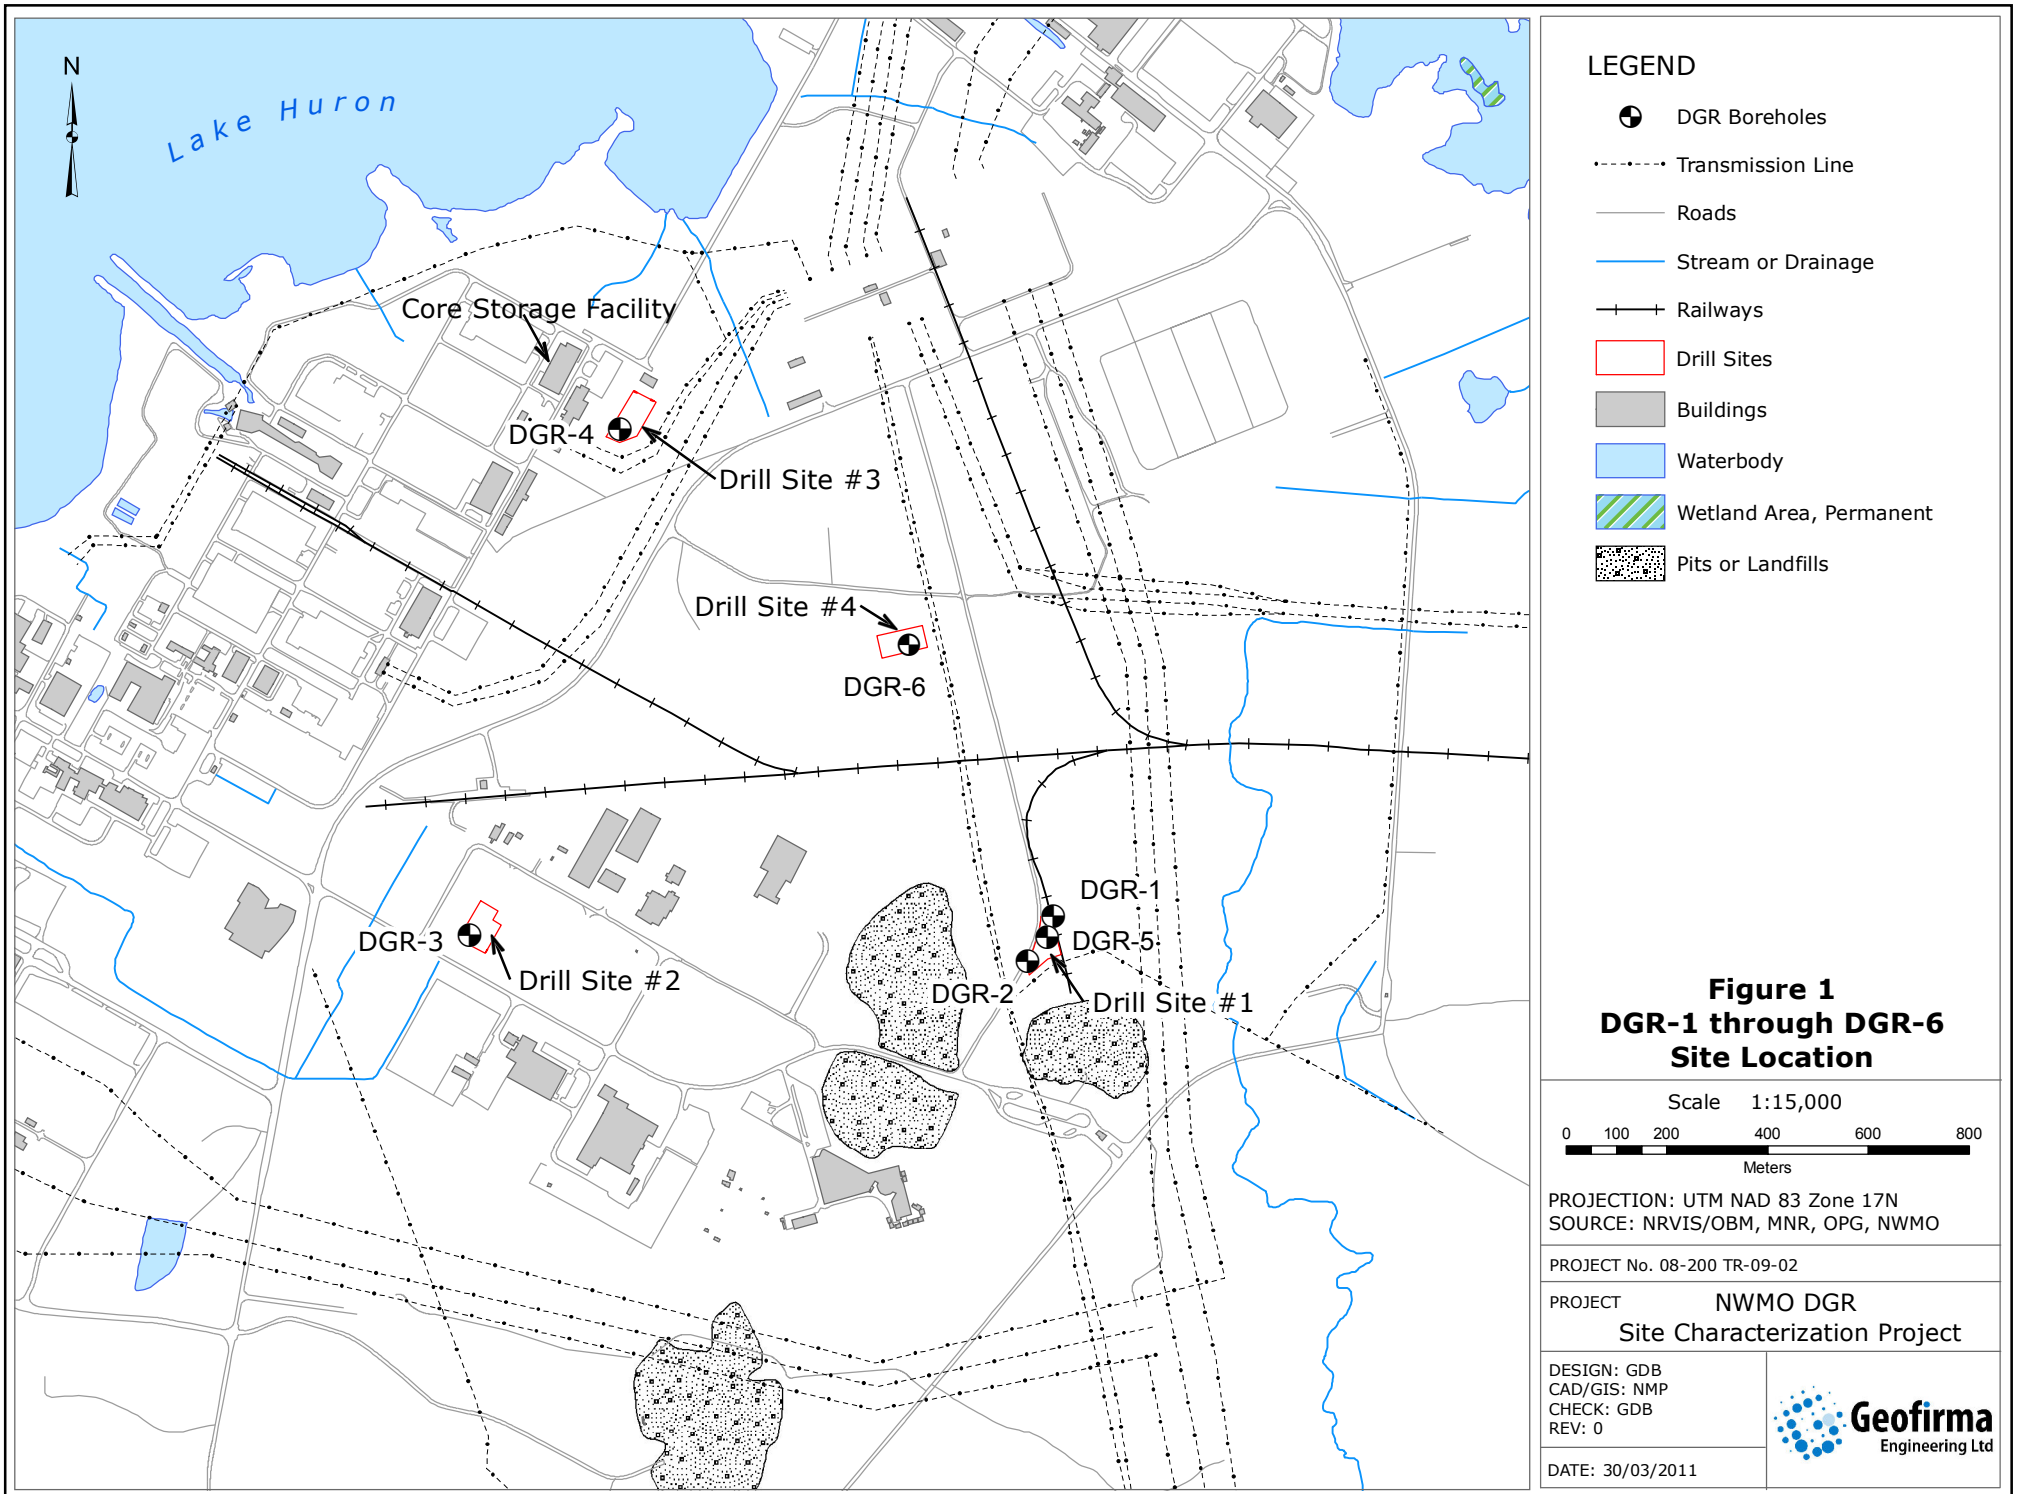 N
Lake Huron
Core Storage Facility
DGR-4
Drill Site #3
Drill Site #4
DGR-6
DGR-1
DGR-3
DGR-5
Drill Site #2
DGR-2
Drill Site #1
LEGEND
DGR Boreholes
Transmission Line
Roads
Stream or Drainage
Railways
Drill Sites
Buildings
Waterbody
Wetland Area, Permanent
Pits or Landfills
Figure 1
DGR-1 through DGR-6
Site Location
Scale 1:15,000
0 100 200 400 600 800
Meters
PROJECTION: UTM NAD 83 Zone 17N
SOURCE: NRVIS/OBM, MNR, OPG, NWMO
PROJECT No. 08-200 TR-09-02
PROJECT NWMO DGR
Site Characterization Project
DESIGN: GDB
CAD/GIS: NMP
CHECK: GDB
REV: 0
DATE: 30/03/2011
Geofirma
Engineering Ltd